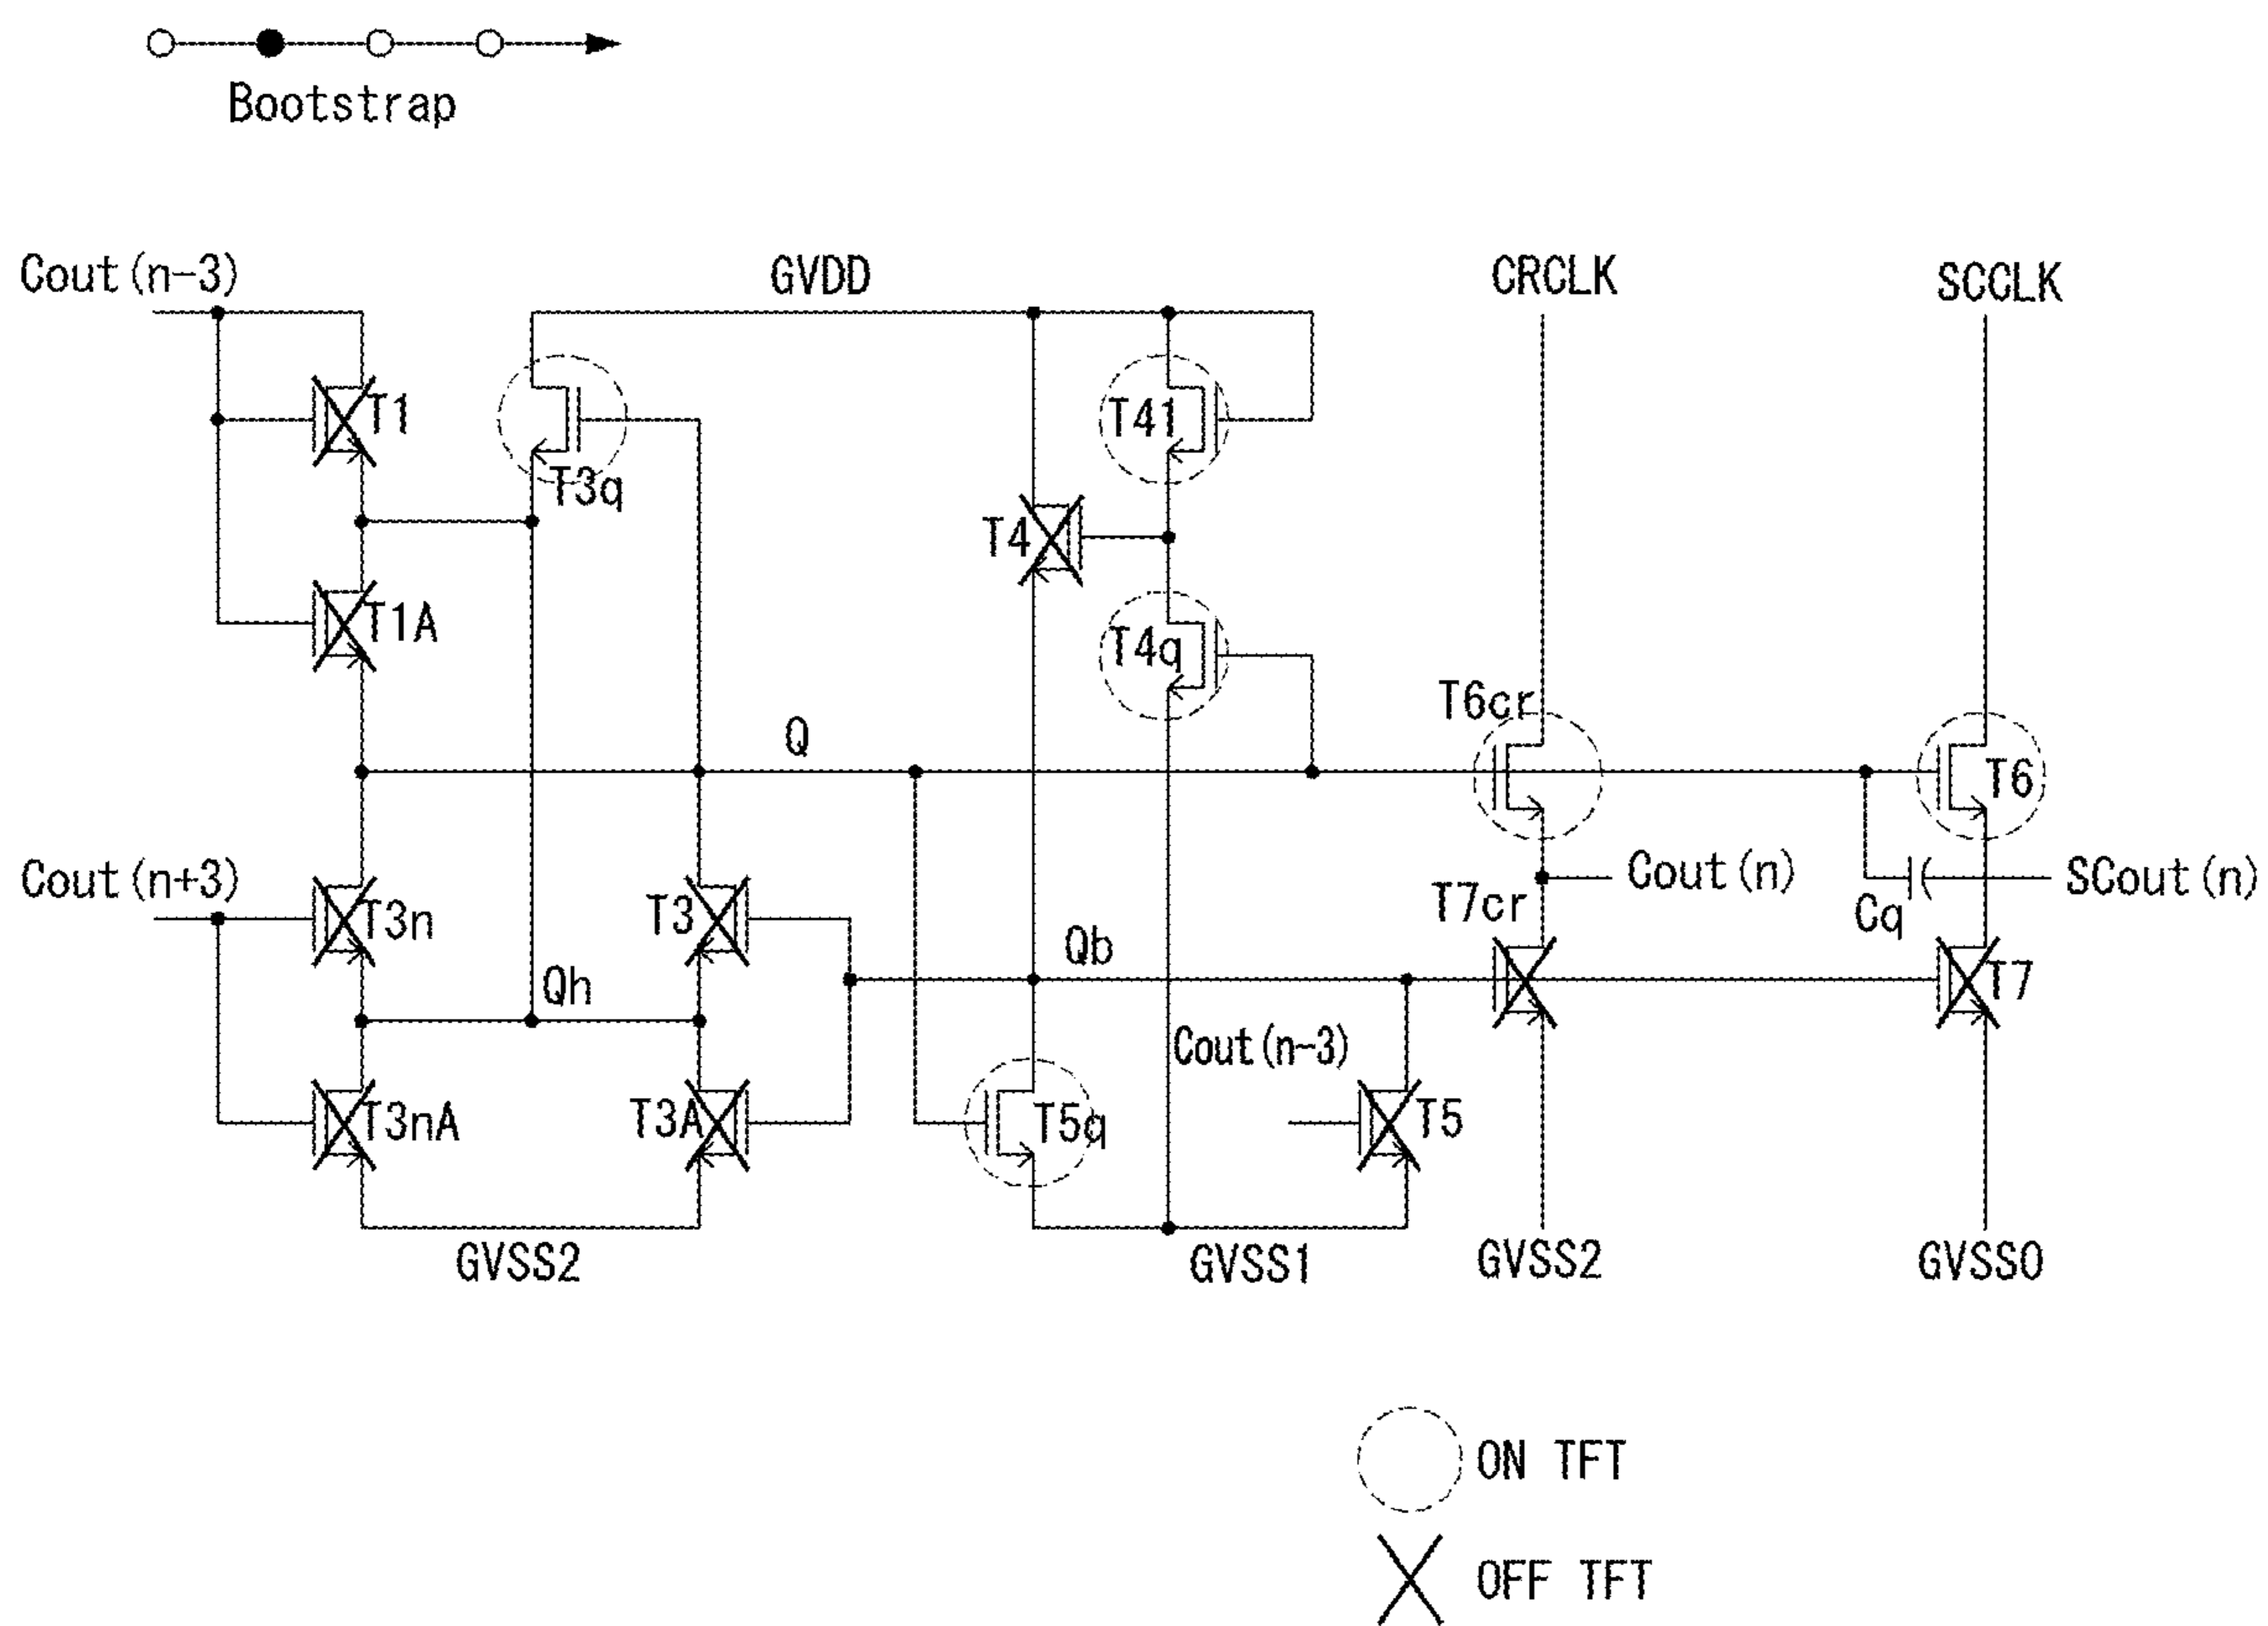 Bootstrap
Cout(n-3)
GVDD
CRCLK
SCCLK
T1
T41
T3q
T4
T1A
T4q
T6cr
Q
T6
Cout(n+3)
Cout(n)
SCout(n)
T3n
T3
T7cr
Cq
Qb
Qh
T7
Cout(n-3)
T3nA
T3A
T5q
T5
GVSS2
GVSS1
GVSS2
GVSS0
ON TFT
OFF TFT